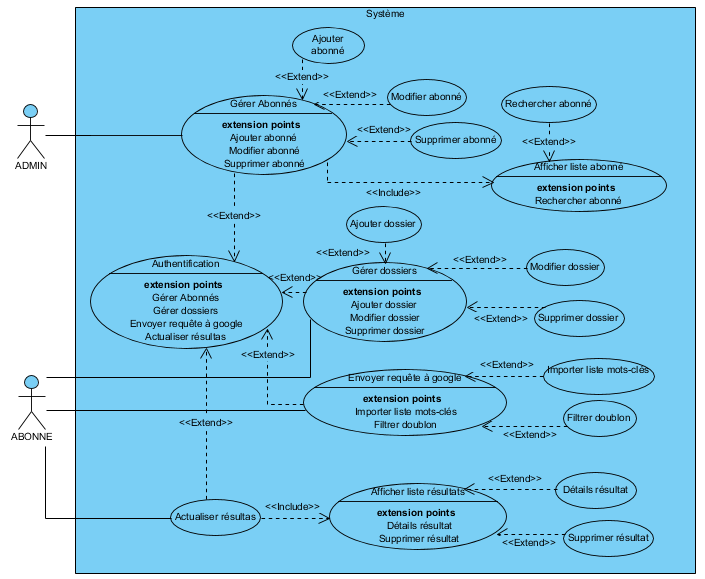 Système
Ajouter
abonné
<<Extend>>
Gérer Abonnés
extension points
Ajouter abonné
Modifier abonné
Supprimer abonné
<<Extend>>
Modifier abonné
<<Extend>>
Supprimer abonné
Rechercher abonné
<<Extend>>
Afficher liste abonné
extension points
Rechercher abonné
<<Include>>
ADMIN
<<Extend>>
Ajouter dossier
<<Extend>>
Authentification
extension points
Gérer Abonnés
Gérer dossiers
Envoyer requête à google
Actualiser résultas
<<Extend>>
Gérer dossiers
extension points
Ajouter dossier
Modifier dossier
Supprimer dossier
<<Extend>>
Modifier dossier
<<Extend>>
Supprimer dossier
<<Extend>>
Envoyer requête à google
extension points
Importer liste mots-clés
Filtrer doublon
<<Extend>>
Importer liste mots-clés
<<Extend>>
Filtrer doublon
ABONNE
<<Extend>>
Actualiser résultas
<<Include>>
Afficher liste résultats
extension points
Détails résultat
Supprimer résultat
<<Extend>>
Détails résultat
<<Extend>>
Supprimer résultat